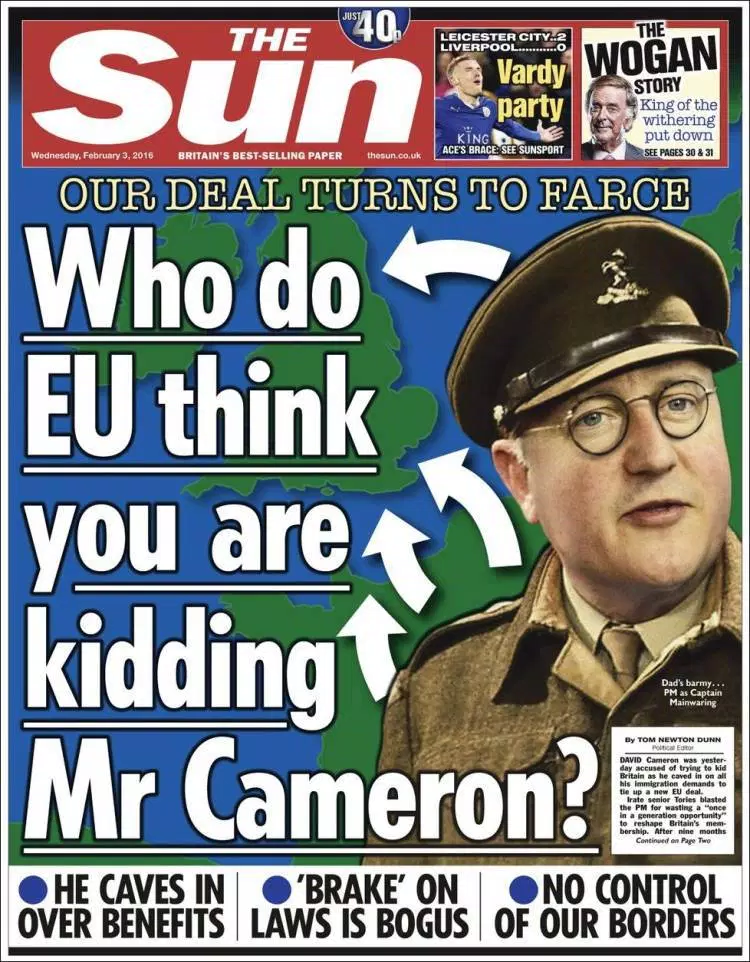 JUST
40p
THE
Sun
Wednesday, February 3, 2016
BRITAIN'S BEST-SELLING PAPER
thesun.co.uk
LEICESTER CITY..2
LIVERPOOL...........0
Vardy
party
KING
ACE'S BRACE: SEE SUNSPORT
THE
WOGAN
STORY
King of the
withering
put down
SEE PAGES 30 & 31
OUR DEAL TURNS TO FARCE
Who do
EU think
you are
kidding
Mr Cameron?
Dad's barmy...
PM as Captain
Mainwaring
By TOM NEWTON DUNN
Political Editor
DAVID Cameron was yester-
day accused of trying to kid
Britain as he caved in on all
his immigration demands to
tie up a new EU deal.
Irate senior Tories blasted
the PM for wasting a "once
in a generation opportunity"
to reshape Britain's mem-
bership. After nine months
Continued on Page Two
HE CAVES IN
OVER BENEFITS
'BRAKE' ON
LAWS IS BOGUS
NO CONTROL
OF OUR BORDERS